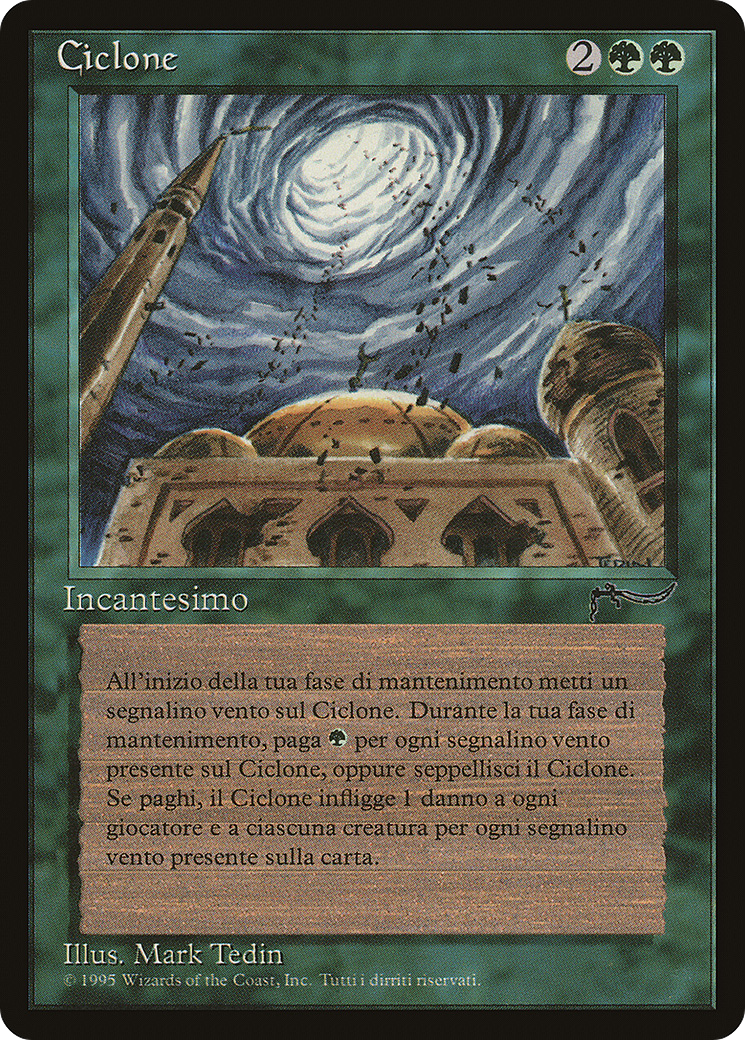 Ciclone
2
TEDIN
Incantesimo
All'inizio della tua fase di mantenimento metti un
segnalino vento sul Ciclone. Durante la tua fase di
mantenimento, paga per ogni segnalino vento
presente sul Ciclone, oppure seppellisci il Ciclone.
Se paghi, il Ciclone infligge 1 danno a ogni
giocatore e a ciascuna creatura per ogni segnalino
vento presente sulla carta.
Illus. Mark Tedin
© 1995 Wizards of the Coast, Inc. Tutti i dirriti riservati.